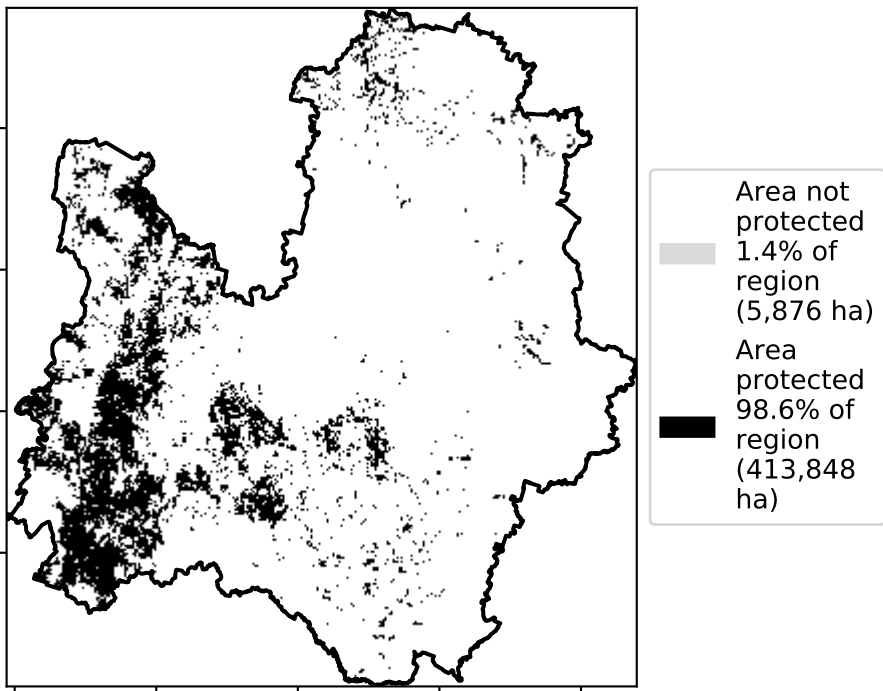 Area not
protected
1.4% of
region
(5,876 ha)
Area
protected
98.6% of
region
(413,848
ha)